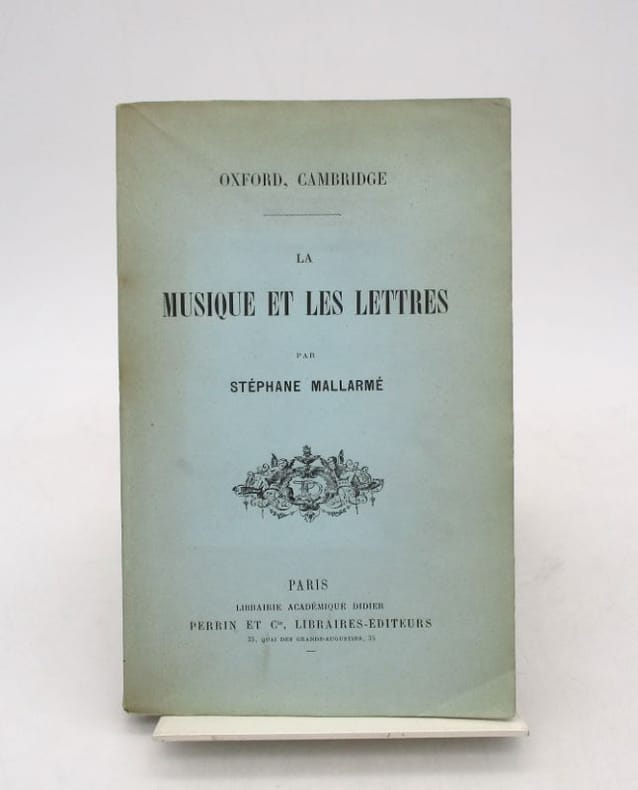 OXFORD, CAMBRIDGE
LA
MUSIQUE ET LES LETTRES
PAR
STÉPHANE MALLARMÉ
PARIS
LIBRAIRIE ACADÉMIQUE DIDIER
PERRIN ET Cie, LIBRAIRES-ÉDITEURS
35, QUAI DES GRANDS-AUGUSTINS, 35